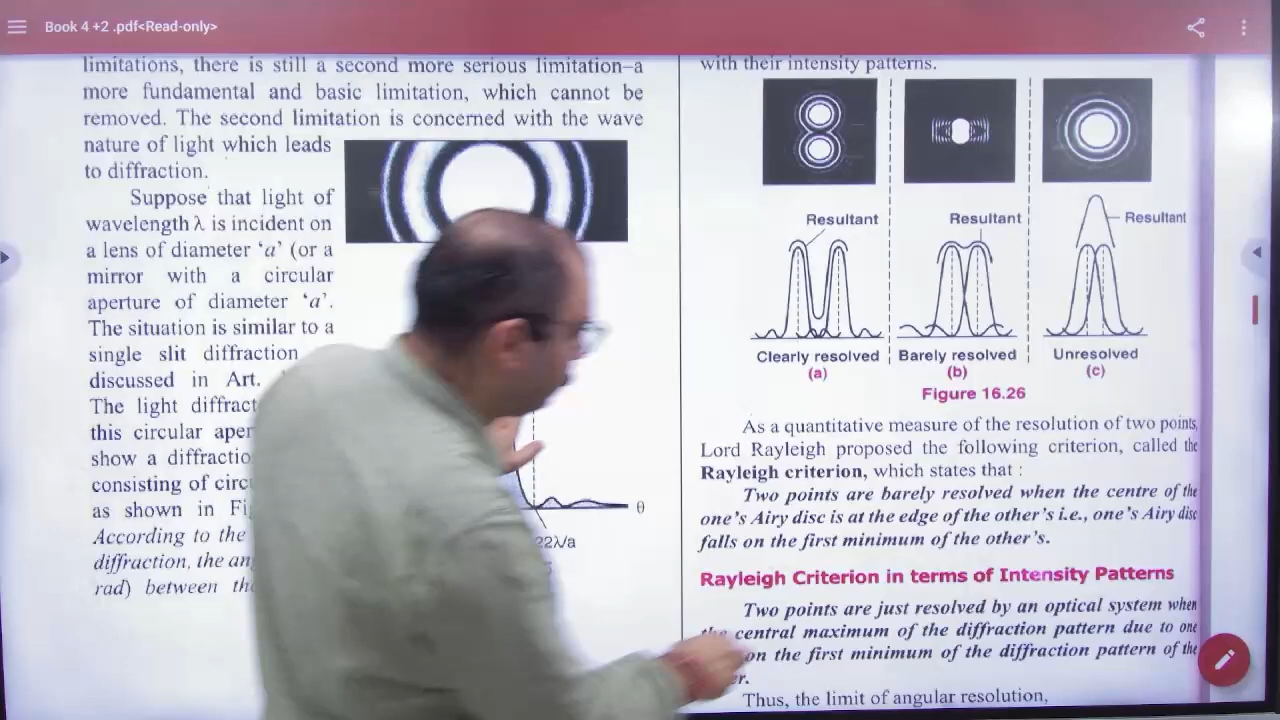 Book 4 +2 .pdf<Read-only>
limitations, there is still a second more serious limitation–a
more fundamental and basic limitation, which cannot be
removed. The second limitation is concerned with the wave
nature of light which leads
to diffraction.
Suppose that light of
wavelength λ is incident on
a lens of diameter ‘a’ (or a
mirror with a circular
aperture of diameter ‘a’.
The situation is similar to a
single slit diffraction
discussed in Art.
The light
this circular
show a
consisting of
as shown in
According to the
diffraction, the
rad) between
θ
22λ/a
with their intensity patterns.
Resultant
Resultant
Resultant
Clearly resolved
(a)
Barely resolved
(b)
Unresolved
(c)
Figure 16.26
As a quantitative measure of the resolution of two points,
Lord Rayleigh proposed the following criterion, called the
Rayleigh criterion, which states that :
Two points are barely resolved when the centre of the
one’s Airy disc is at the edge of the other’s i.e., one’s Airy disc
falls on the first minimum of the other’s.
Rayleigh Criterion in terms of Intensity Patterns
Two points are just resolved by an optical system when
the central maximum of the diffraction pattern due to one
on the first minimum of the diffraction pattern of the
er.
Thus, the limit of angular resolution,